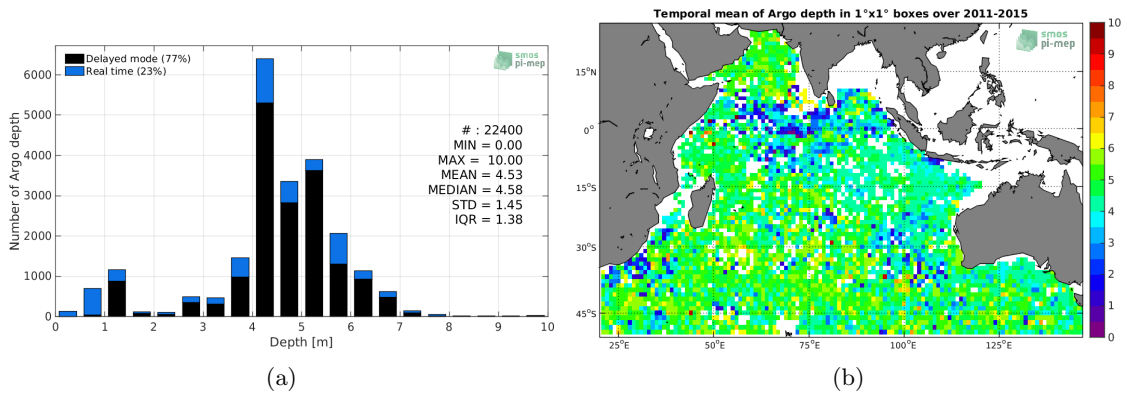 Delayed mode (77%)
Real time (23%)
smos
pi-mep
6000
5000
4000
3000
2000
1000
0
Number of Argo depth
# : 22400
MIN = 0.00
MAX = 10.00
MEAN = 4.53
MEDIAN = 4.58
STD = 1.45
IQR = 1.38
0 1 2 3 4 5 6 7 8 9 10
Depth [m]
(a)
Temporal mean of Argo depth in 1°x1° boxes over 2011-2015
smos
pi-mep
15°N
0°
15°S
30°S
45°S
25°E 50°E 75°E 100°E 125°E
10
9
8
7
6
5
4
3
2
1
0
(b)